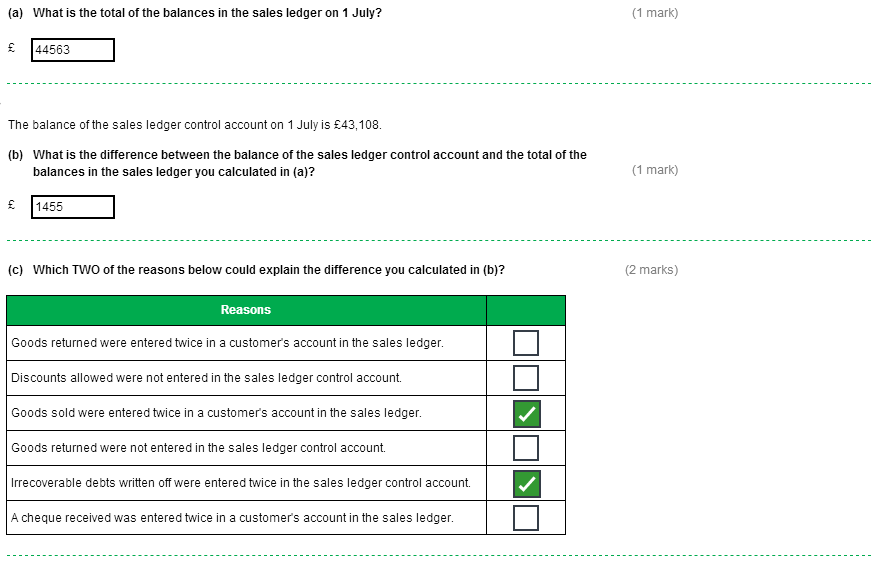 (a) What is the total of the balances in the sales ledger on 1 July? (1 mark)
£ 44563
The balance of the sales ledger control account on 1 July is £43,108.
(b) What is the difference between the balance of the sales ledger control account and the total of the
balances in the sales ledger you calculated in (a)? (1 mark)
£ 1455
(c) Which TWO of the reasons below could explain the difference you calculated in (b)? (2 marks)
Reasons
Goods returned were entered twice in a customer's account in the sales ledger.
Discounts allowed were not entered in the sales ledger control account.
Goods sold were entered twice in a customer's account in the sales ledger.
Goods returned were not entered in the sales ledger control account.
Irrecoverable debts written off were entered twice in the sales ledger control account.
A cheque received was entered twice in a customer's account in the sales ledger.